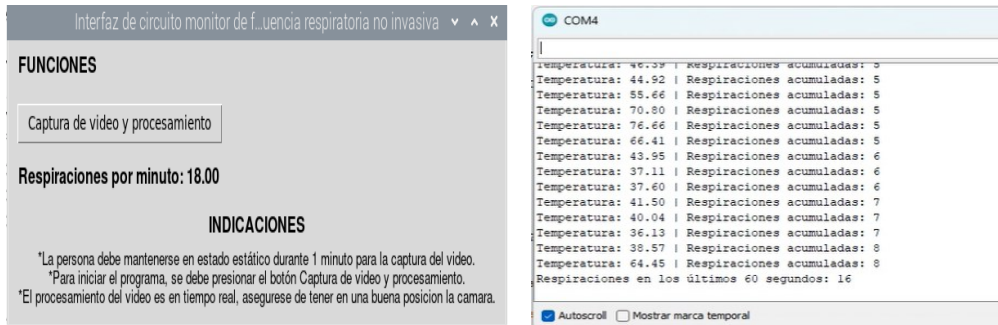 Interfaz de circuito monitor de f...uencia respiratoria no invasiva
FUNCIONES
Captura de video y procesamiento
Respiraciones por minuto: 18.00
INDICACIONES
*La persona debe mantenerse en estado estático durante 1 minuto para la captura del video.
*Para iniciar el programa, se debe presionar el botón Captura de video y procesamiento.
*El procesamiento del video es en tiempo real, asegurese de tener en una buena posicion la camara.
COM4
Temperatura: 46.39 | Respiraciones acumuladas: 5
Temperatura: 44.92 | Respiraciones acumuladas: 5
Temperatura: 55.66 | Respiraciones acumuladas: 5
Temperatura: 70.80 | Respiraciones acumuladas: 5
Temperatura: 76.66 | Respiraciones acumuladas: 5
Temperatura: 66.41 | Respiraciones acumuladas: 5
Temperatura: 43.95 | Respiraciones acumuladas: 6
Temperatura: 37.11 | Respiraciones acumuladas: 6
Temperatura: 37.60 | Respiraciones acumuladas: 6
Temperatura: 41.50 | Respiraciones acumuladas: 7
Temperatura: 40.04 | Respiraciones acumuladas: 7
Temperatura: 36.13 | Respiraciones acumuladas: 7
Temperatura: 38.57 | Respiraciones acumuladas: 8
Temperatura: 64.45 | Respiraciones acumuladas: 8
Respiraciones en los últimos 60 segundos: 16
Autoscroll Mostrar marca temporal